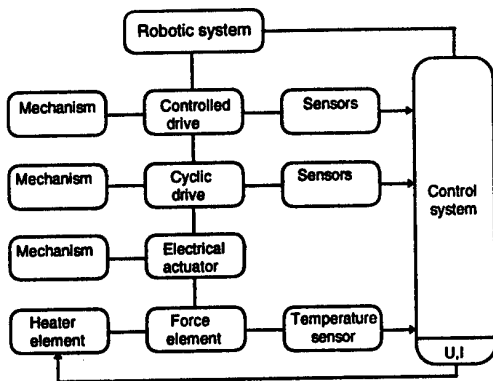 Robotic system
Mechanism
Controlled
drive
Sensors
Mechanism
Cyclic
drive
Sensors
Control
system
Mechanism
Electrical
actuator
Heater
element
Force
element
Temperature
sensor
U,I